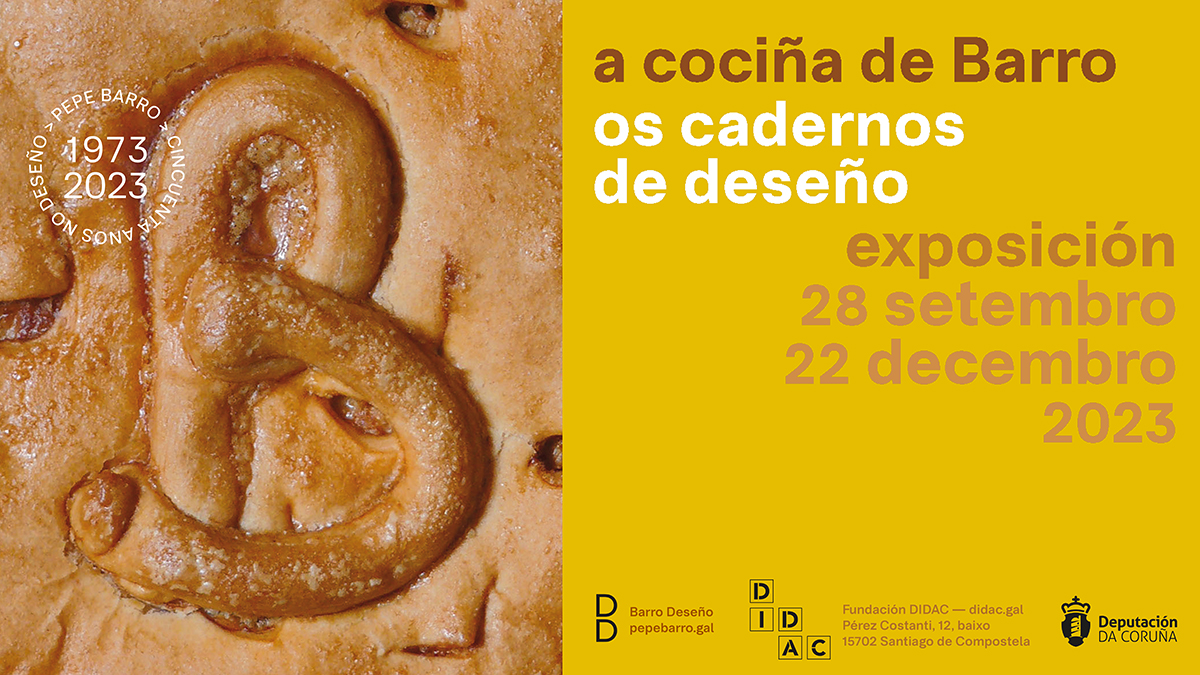 > PEPE BARRO > CINCUENTA ANOS NO DESEÑO
1973
2023
a cociña de Barro
os cadernos
de deseño
exposición
28 setembro
22 decembro
2023
Barro Deseño
pepebarro.gal
D
I D
A C
Fundación DIDAC — didac.gal
Pérez Costanti, 12, baixo
15702 Santiago de Compostela
Deputación
DA CORUÑA